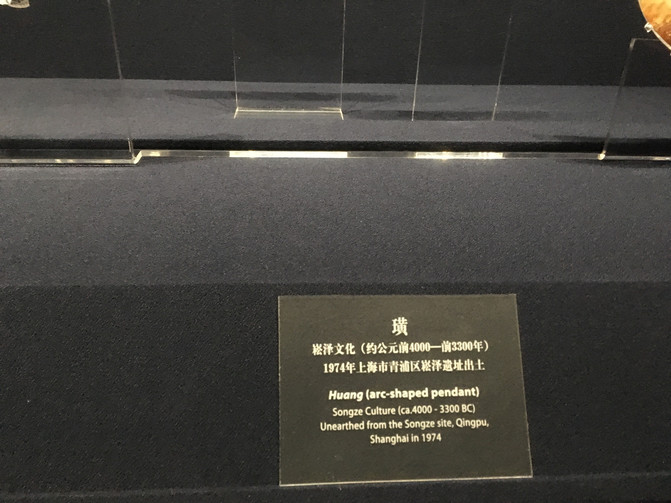 璜
崧泽文化（约公元前4000—前3300年）
1974年上海市青浦区崧泽遗址出土
Huang (arc-shaped pendant)
Songze Culture (ca.4000 - 3300 BC)
Unearthed from the Songze site, Qingpu,
Shanghai in 1974